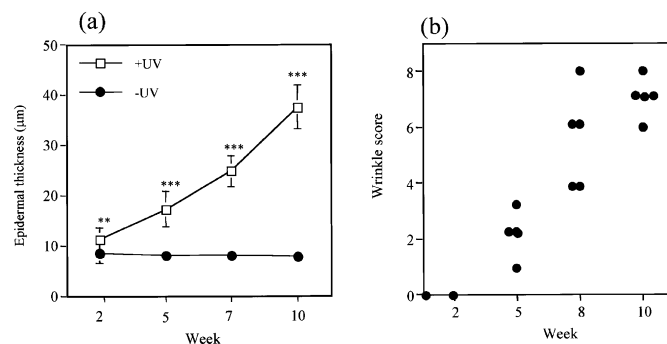 (a)
50
40
30
20
10
0
+UV
-UV
**
***
***
***
2 5 7 10
Week
Epidermal thickness (μm)
(b)
8
6
4
2
0
2 5 8 10
Week
Wrinkle score